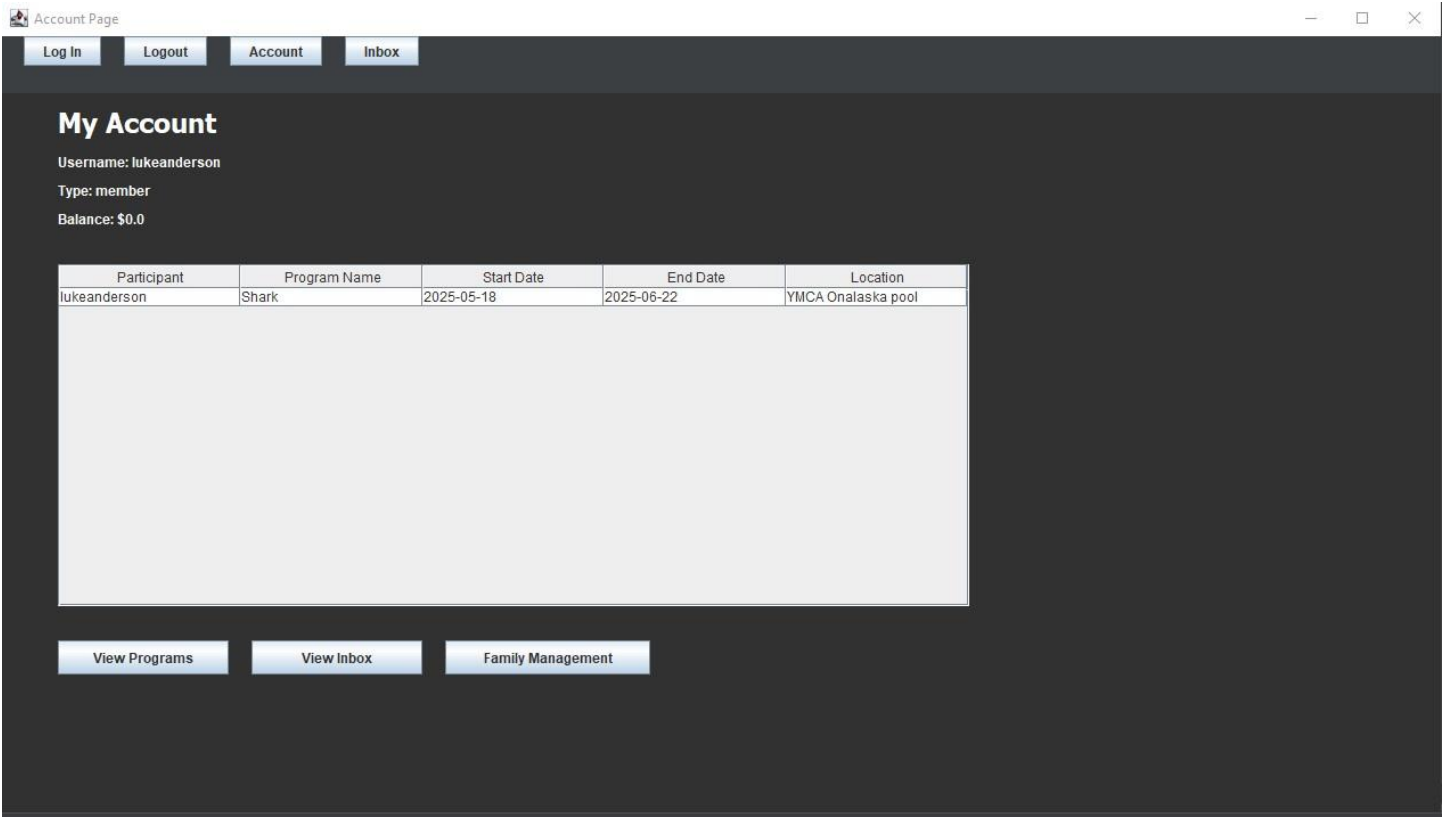 Account Page
Log In Logout Account Inbox
My Account
Username: lukeanderson
Type: member
Balance: $0.0
Participant Program Name Start Date End Date Location
lukeanderson Shark 2025-05-18 2025-06-22 YMCA Onalaska pool
View Programs View Inbox Family Management